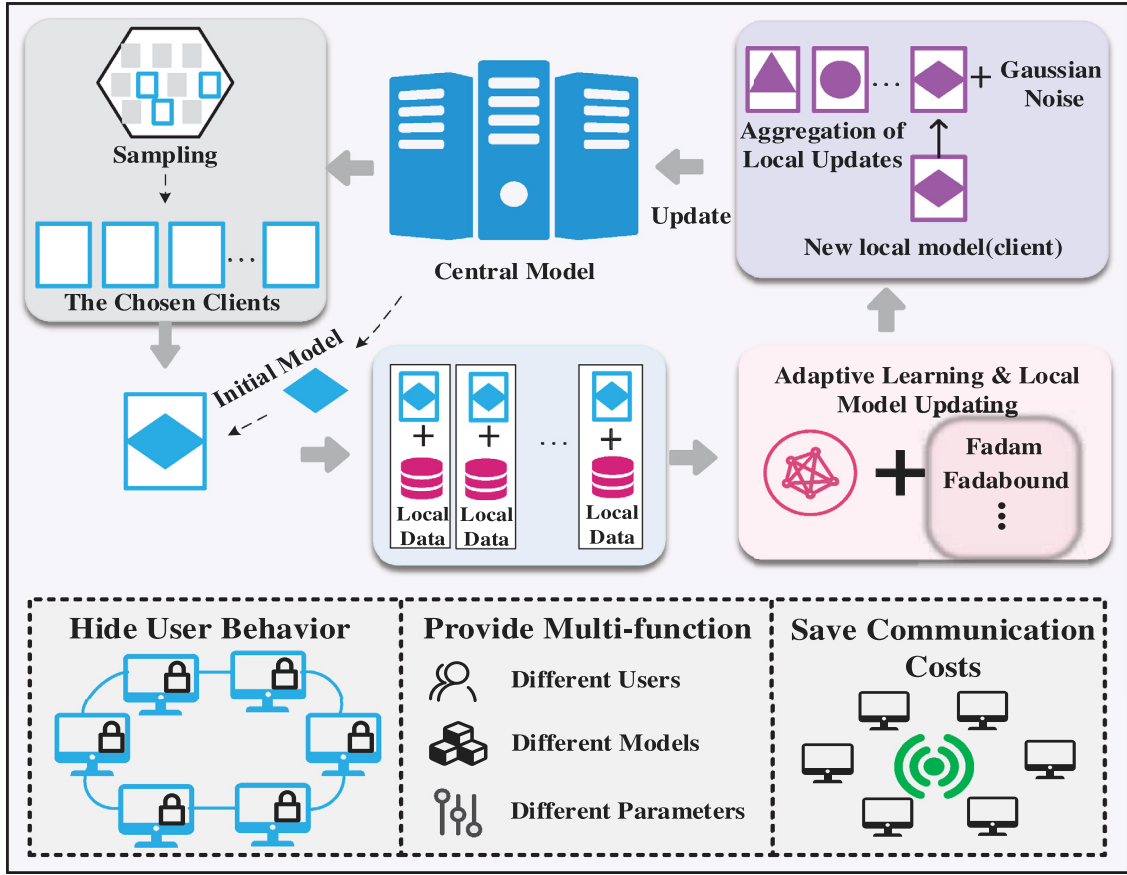 Sampling
The Chosen Clients
Central Model
Update
Gaussian
Noise
Aggregation of
Local Updates
New local model(client)
Initial Model
Local
Data
Local
Data
Local
Data
Adaptive Learning & Local
Model Updating
Fadam
Fadabound
Hide User Behavior
Provide Multi-function
Different Users
Different Models
Different Parameters
Save Communication
Costs